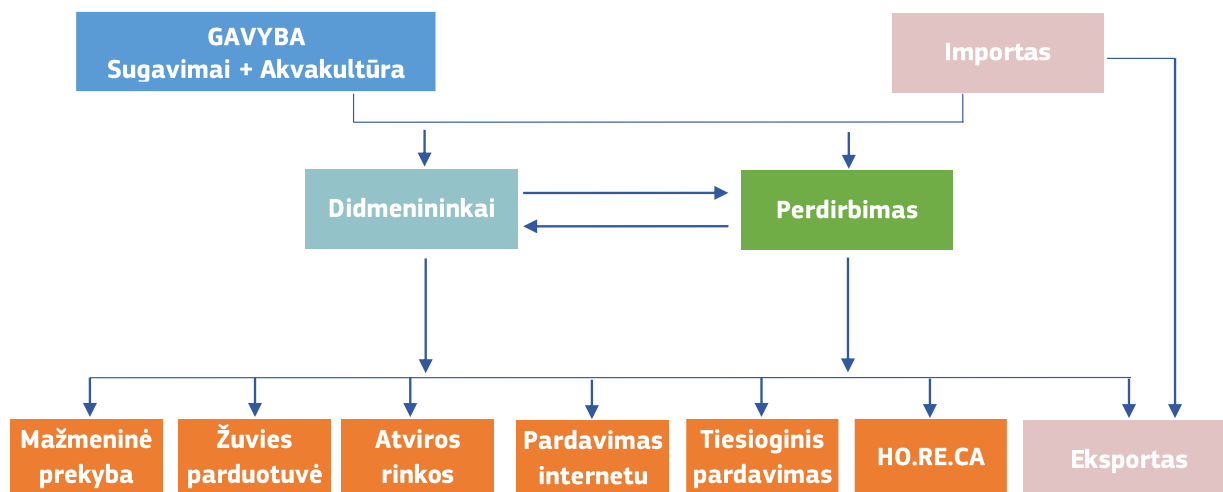 GAVYBA
Sugavimai + Akvakultūra
Importas
Didmenininkai
Perdirbimas
Mažmeninė
prekyba
Žuvies
parduotuvė
Atviros
rinkos
Pardavimas
internetu
Tiesioginis
pardavimas
HO.RE.CA
Eksportas